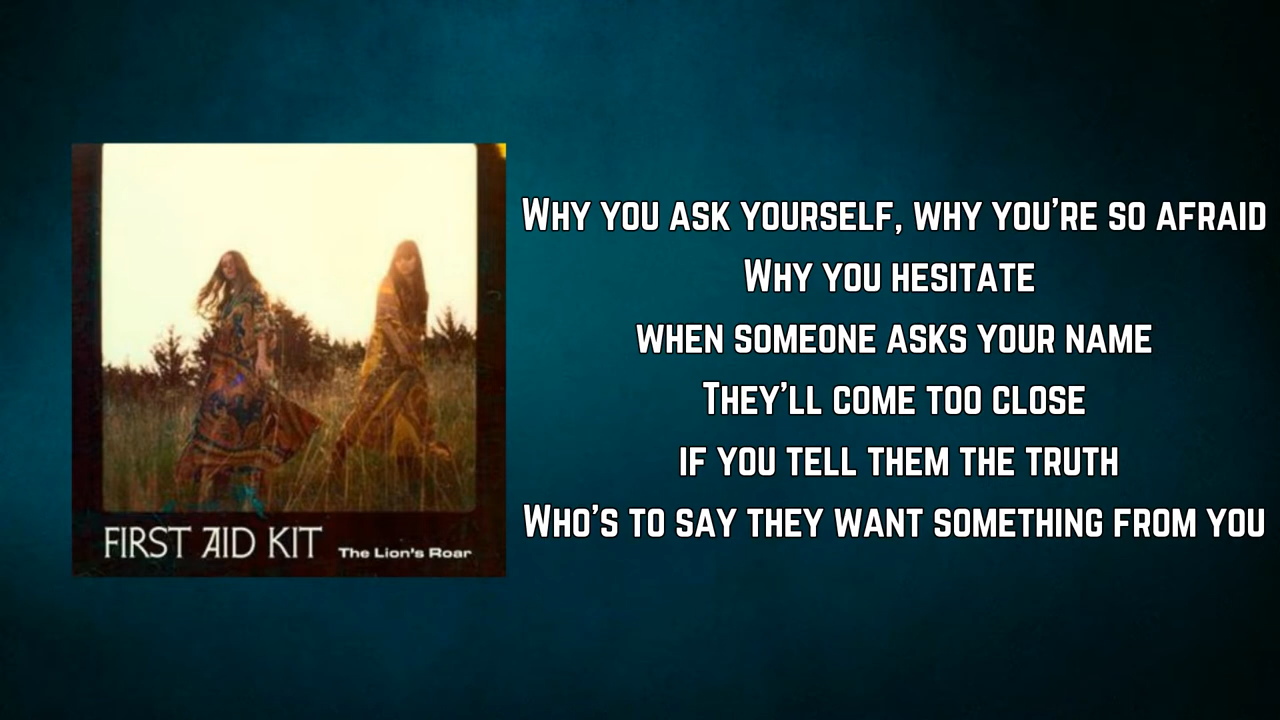 Why you ask yourself, why you're so afraid
Why you hesitate
when someone asks your name
They'll come too close
if you tell them the truth
Who's to say they want something from you
FIRST AID KIT The Lion's Roar